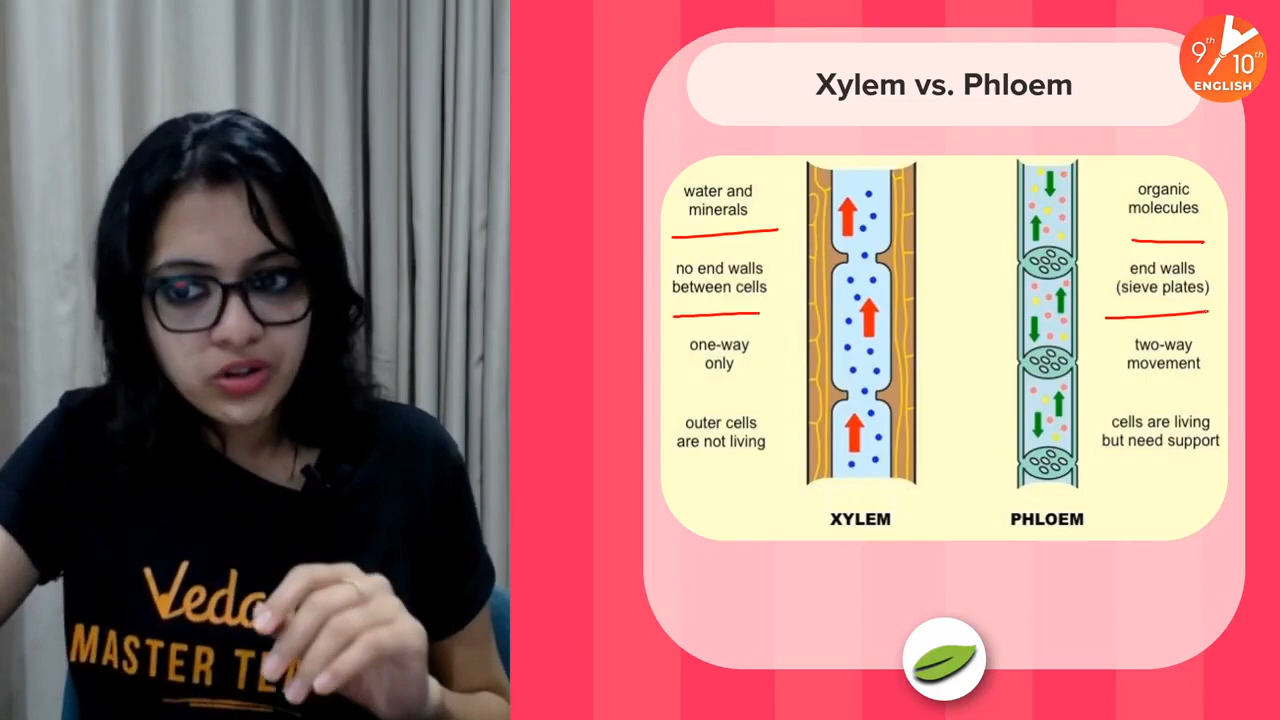 Xylem vs. Phloem
9th
10th
ENGLISH
water and
minerals
no end walls
between cells
one-way
only
outer cells
are not living
organic
molecules
end walls
(sieve plates)
two-way
movement
cells are living
but need support
XYLEM
PHLOEM
MASTER